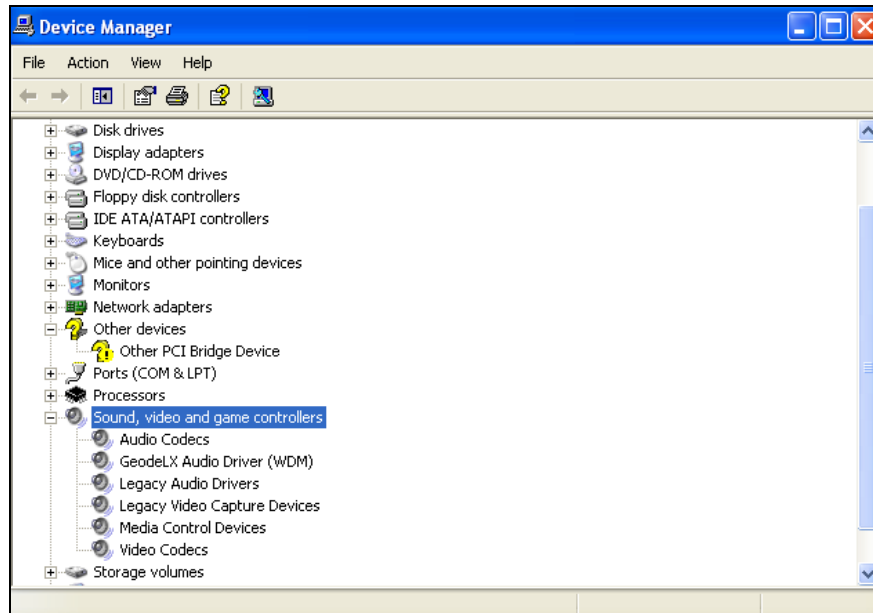 Device Manager
File Action View Help
Disk drives
Display adapters
DVD/CD-ROM drives
Floppy disk controllers
IDE ATA/ATAPI controllers
Keyboards
Mice and other pointing devices
Monitors
Network adapters
Other devices
Other PCI Bridge Device
Ports (COM & LPT)
Processors
Sound, video and game controllers
Audio Codecs
GeodeLX Audio Driver (WDM)
Legacy Audio Drivers
Legacy Video Capture Devices
Media Control Devices
Video Codecs
Storage volumes